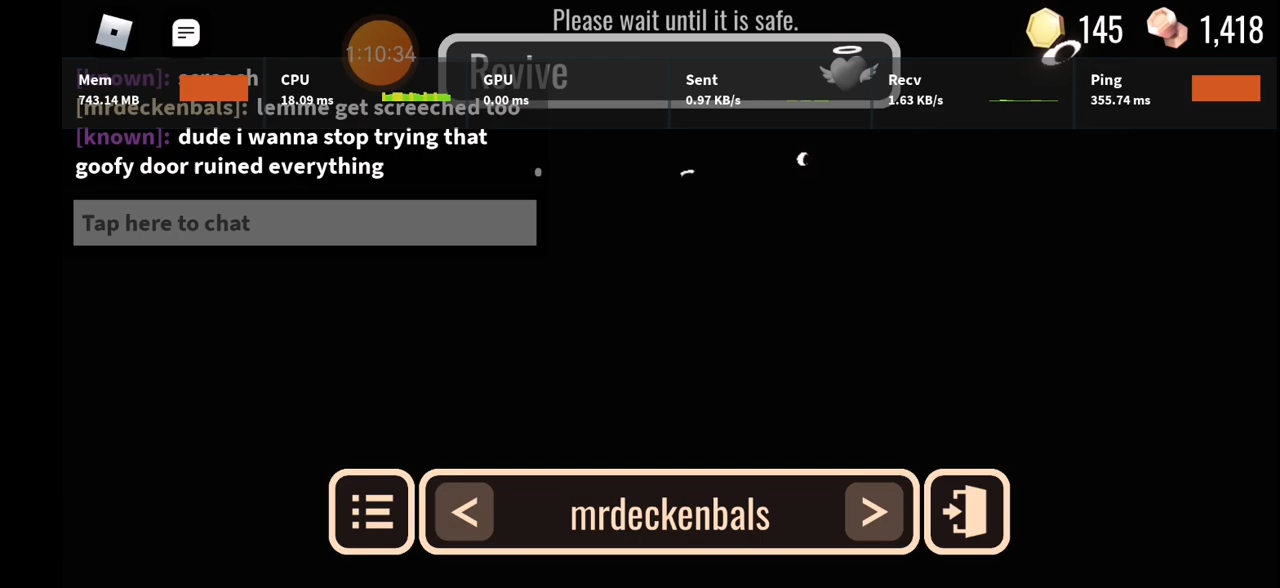 Please wait until it is safe.
145
1,418
1:10:34
Revive
Mem
743.14 MB
CPU
18.09 ms
GPU
0.00 ms
Sent
0.97 KB/s
Recv
1.63 KB/s
Ping
355.74 ms
[known]: screech
[mrdeckenbals]: lemme get screeched too
[known]: dude i wanna stop trying that
goofy door ruined everything
Tap here to chat
< mrdeckenbals >